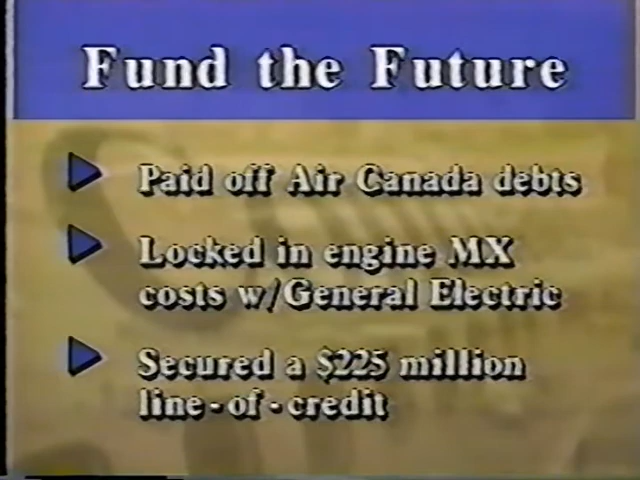 Fund the Future
Paid off Air Canada debts
Locked in engine MX
costs w/General Electric
Secured a $225 million
line-of-credit